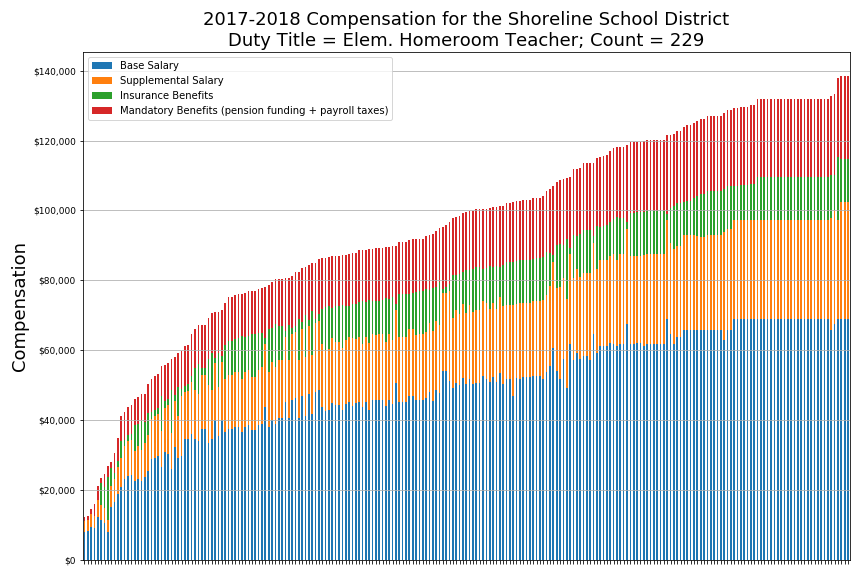 2017-2018 Compensation for the Shoreline School District
Duty Title = Elem. Homeroom Teacher; Count = 229
Base Salary
Supplemental Salary
Insurance Benefits
Mandatory Benefits (pension funding + payroll taxes)
Compensation
$140,000
$120,000
$100,000
$80,000
$60,000
$40,000
$20,000
$0